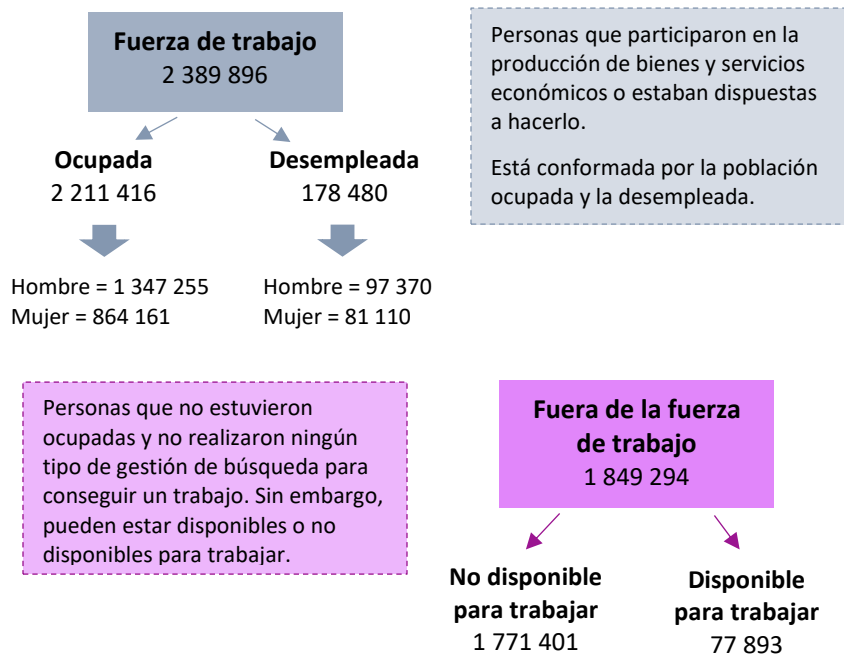 Fuerza de trabajo
2 389 896
Personas que participaron en la
producción de bienes y servicios
económicos o estaban dispuestas
a hacerlo.
Está conformada por la población
ocupada y la desempleada.
Ocupada
2 211 416
Desempleada
178 480
Hombre = 1 347 255
Mujer = 864 161
Hombre = 97 370
Mujer = 81 110
Personas que no estuvieron
ocupadas y no realizaron ningún
tipo de gestión de búsqueda para
conseguir un trabajo. Sin embargo,
pueden estar disponibles o no
disponibles para trabajar.
Fuera de la fuerza
de trabajo
1 849 294
No disponible
para trabajar
1 771 401
Disponible
para trabajar
77 893